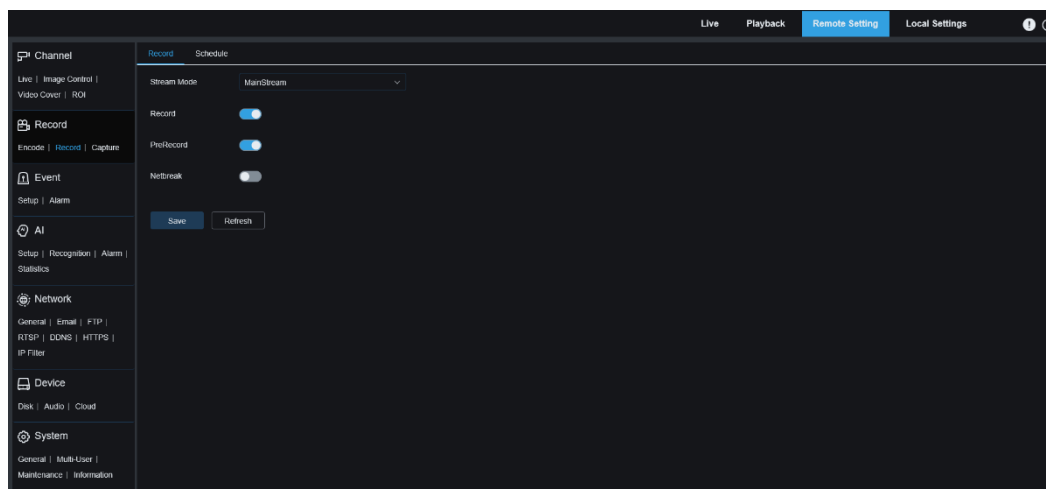 Live Playback Remote Setting Local Settings
Channel
Live | Image Control |
Video Cover | ROI
Record
Encode | Record | Capture
Event
Setup | Alarm
AI
Setup | Recognition | Alarm |
Statistics
Network
General | Email | FTP |
RTSP | DDNS | HTTPS |
IP Filter
Device
Disk | Audio | Cloud
System
General | Multi-User |
Maintenance | Information
Record Schedule
Stream Mode MainStream
Record
PreRecord
Netbreak
Save Refresh